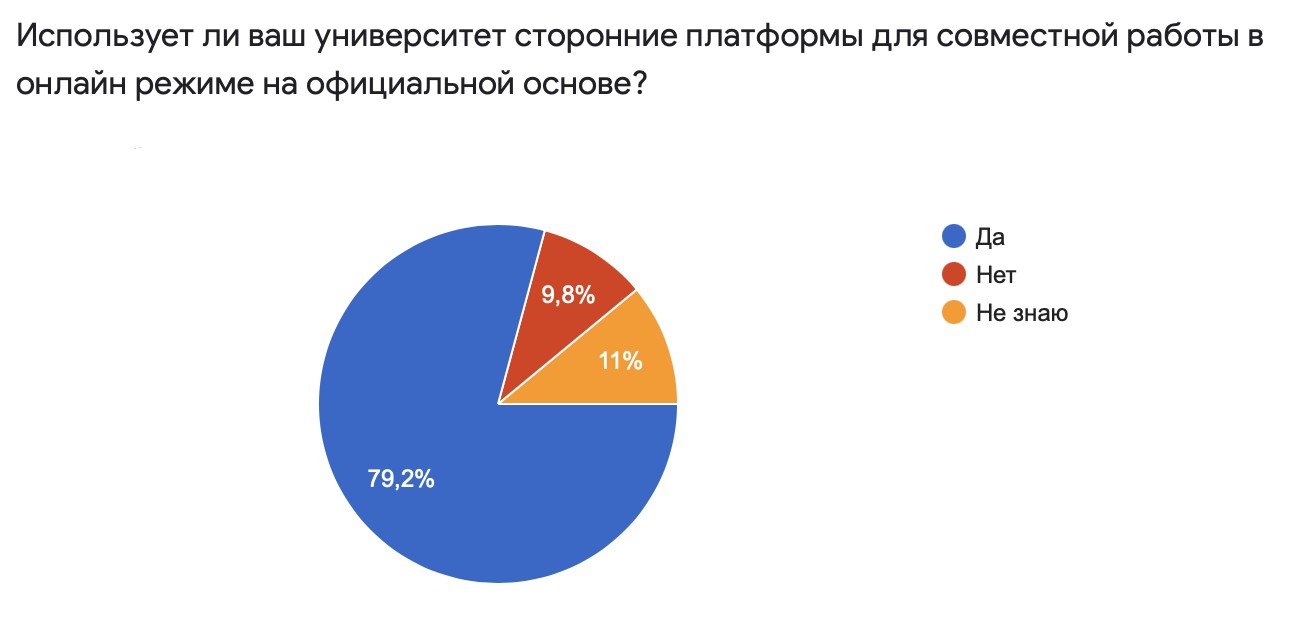 Использует ли ваш университет сторонние платформы для совместной работы в
онлайн режиме на официальной основе?
Да
Нет
Не знаю
9,8%
11%
79,2%